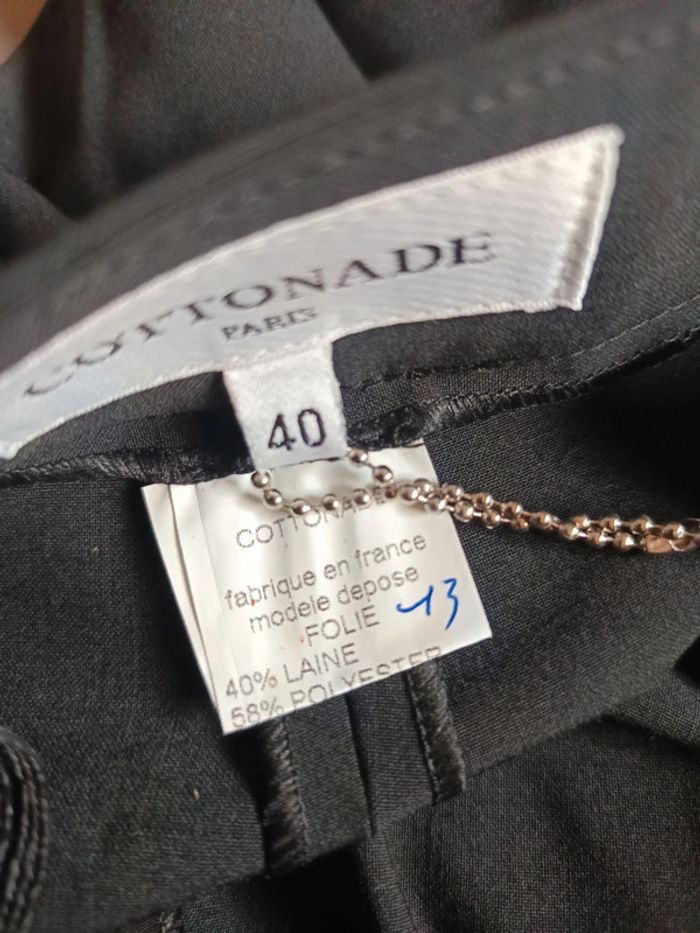 COTTONADE
PARIS
40
COTTONADE
fabrique en france
modele depose
FOLIE 13
40% LAINE
58% POLYESTER